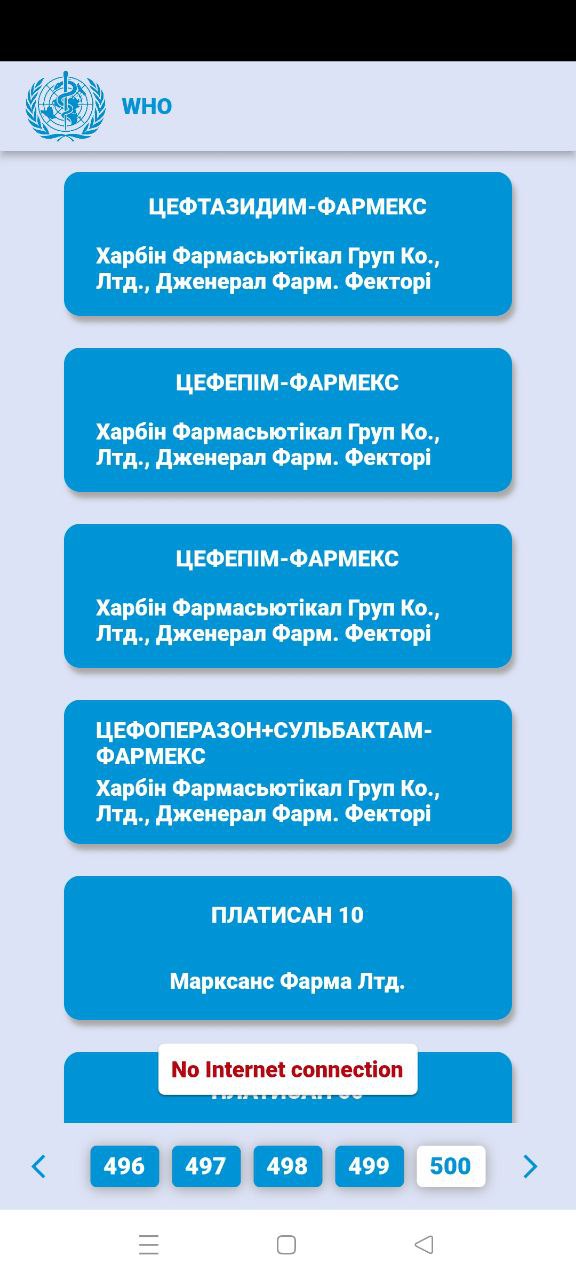 WHO
ЦЕФТАЗИДИМ-ФАРМЕКС
Харбін Фармасьютікал Груп Ко.,
Лтд., Дженерал Фарм. Фекторі
ЦЕФЕПІМ-ФАРМЕКС
Харбін Фармасьютікал Груп Ко.,
Лтд., Дженерал Фарм. Фекторі
ЦЕФЕПІМ-ФАРМЕКС
Харбін Фармасьютікал Груп Ко.,
Лтд., Дженерал Фарм. Фекторі
ЦЕФОПЕРАЗОН+СУЛЬБАКТАМ-
ФАРМЕКС
Харбін Фармасьютікал Груп Ко.,
Лтд., Дженерал Фарм. Фекторі
ПЛАТИСАН 10
Марксанс Фарма Лтд.
No Internet connection
496 497 498 499 500